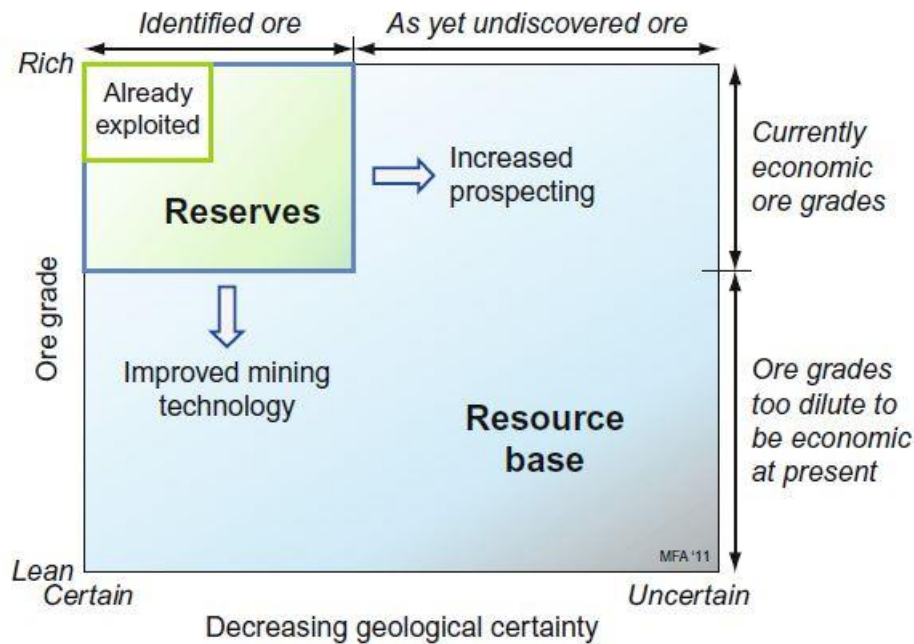 Identified ore
As yet undiscovered ore
Rich
Already
exploited
Reserves
Increased
prospecting
Currently
economic
ore grades
Ore grade
Improved mining
technology
Resource
base
Ore grades
too dilute to
be economic
at present
MFA '11
Lean
Certain
Uncertain
Decreasing geological certainty